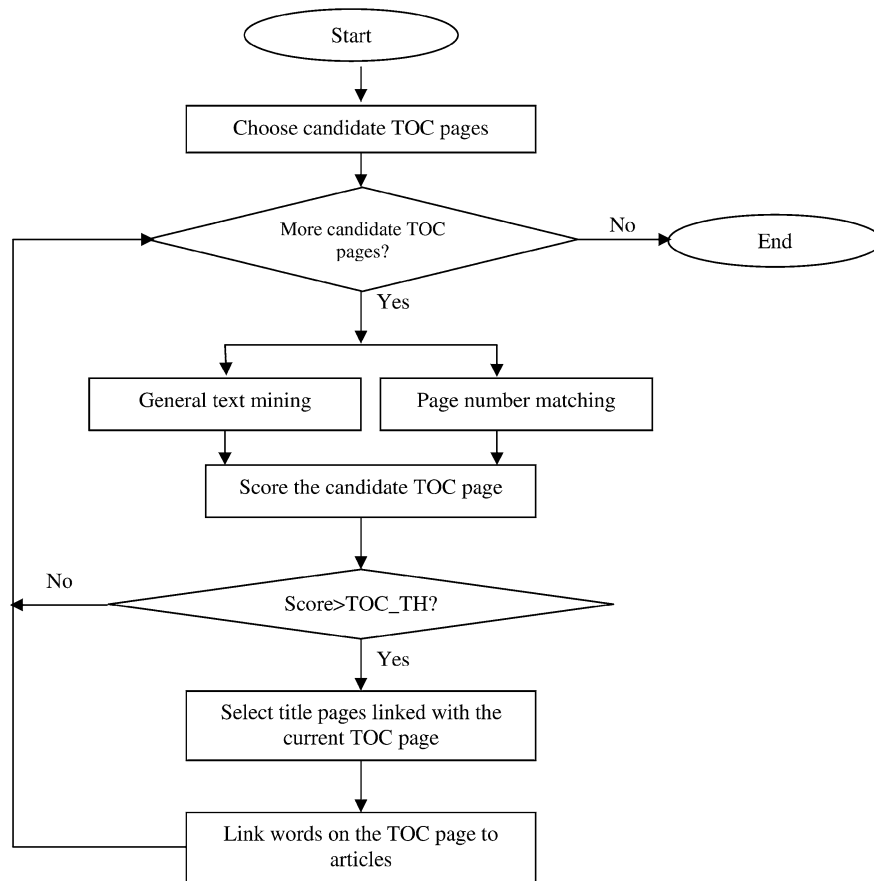 Start
Choose candidate TOC pages
More candidate TOC
pages?
No
End
Yes
General text mining
Page number matching
Score the candidate TOC page
No
Score>TOC_TH?
Yes
Select title pages linked with the
current TOC page
Link words on the TOC page to
articles